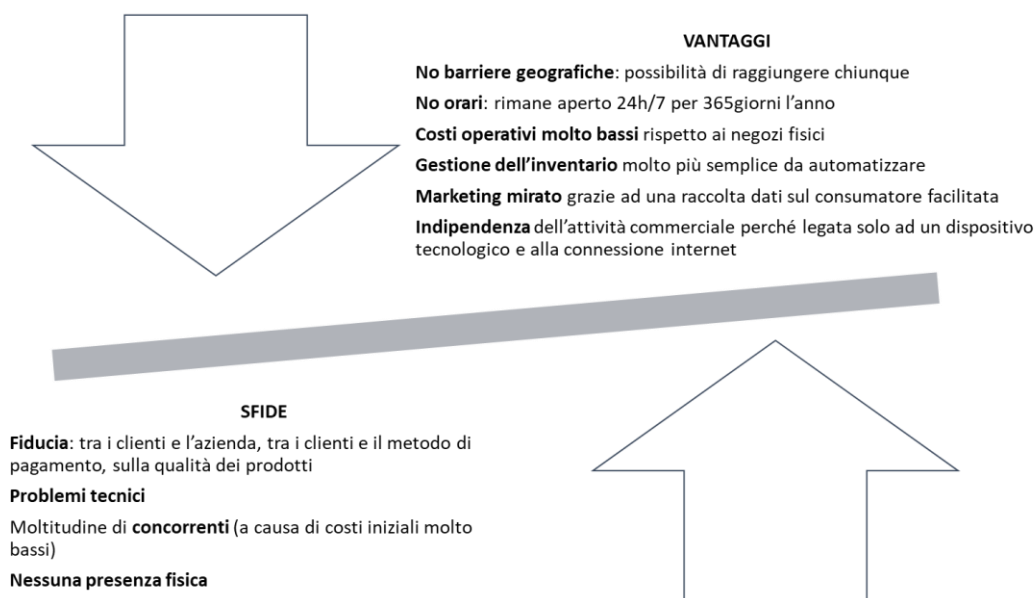 VANTAGGI
No barriere geografiche: possibilità di raggiungere chiunque
No orari: rimane aperto 24h/7 per 365giorni l’anno
Costi operativi molto bassi rispetto ai negozi fisici
Gestione dell’inventario molto più semplice da automatizzare
Marketing mirato grazie ad una raccolta dati sul consumatore facilitata
Indipendenza dell’attività commerciale perché legata solo ad un dispositivo
tecnologico e alla connessione internet
SFIDE
Fiducia: tra i clienti e l’azienda, tra i clienti e il metodo di
pagamento, sulla qualità dei prodotti
Problemi tecnici
Moltitudine di concorrenti (a causa di costi iniziali molto
bassi)
Nessuna presenza fisica